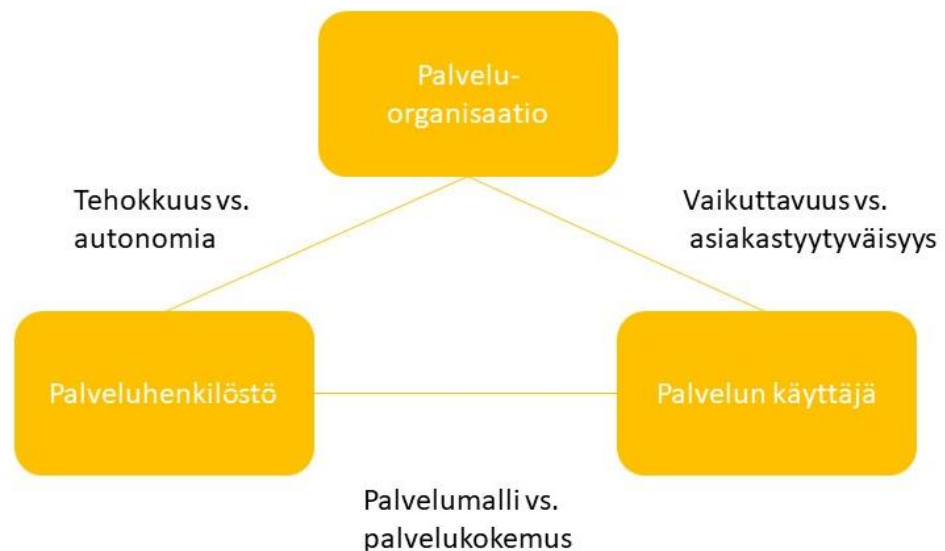 Palvelu-
organisaatio
Tehokkuus vs.
autonomia
Vaikuttavuus vs.
asiakastyytyväisyys
Palveluhenkilöstö
Palvelun käyttäjä
Palvelumalli vs.
palvelukokemus